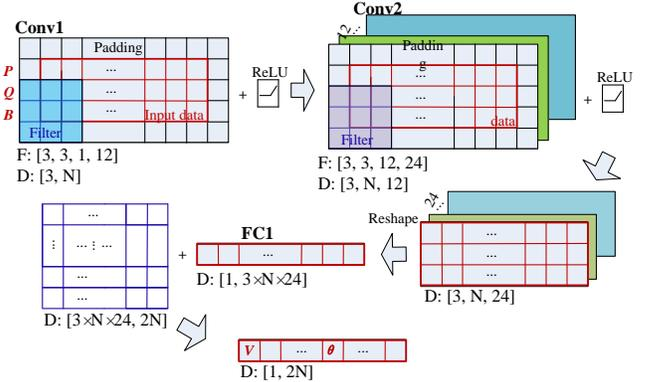 Conv1
Padding
P
...
Q
...
B
...
Input data
Filter
F: [3, 3, 1, 12]
D: [3, N]
+
ReLU
Conv2
12...
Paddin
g
...
...
...
data
Filter
F: [3, 3, 12, 24]
D: [3, N, 12]
+
ReLU
24...
...
...
...
D: [3, N, 24]
Reshape
FC1
...
D: [1, 3×N×24]
+
...
⋮ ...⋮...
...
...
D: [3×N×24, 2N]
V ... θ ...
D: [1, 2N]